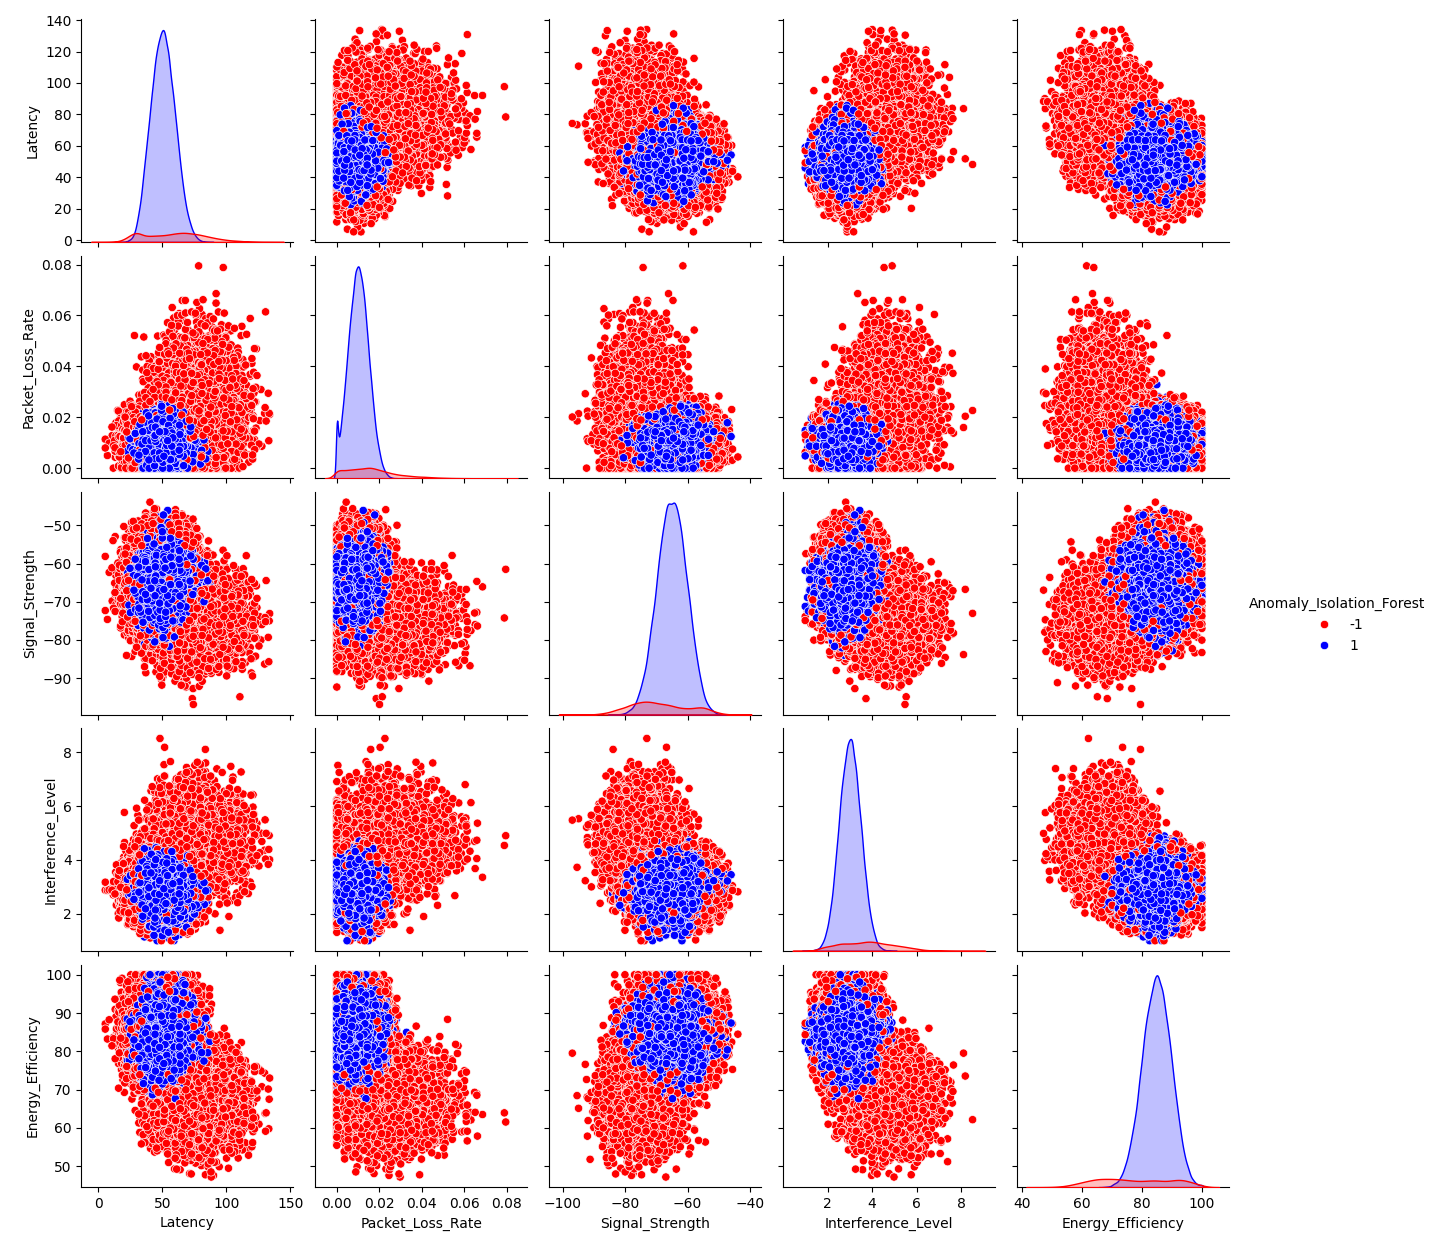 140
120
100
80
60
40
20
0
Latency
0.08
0.06
0.04
0.02
0.00
Packet_Loss_Rate
−50
−60
−70
−80
−90
Signal_Strength
Anomaly_Isolation_Forest
-1
1
8
6
4
2
Interference_Level
100
90
80
70
60
50
Energy_Efficiency
0 50 100 150
0.00 0.02 0.04 0.06 0.08
−100 −80 −60 −40
2 4 6 8
40 60 80 100
Latency
Packet_Loss_Rate
Signal_Strength
Interference_Level
Energy_Efficiency